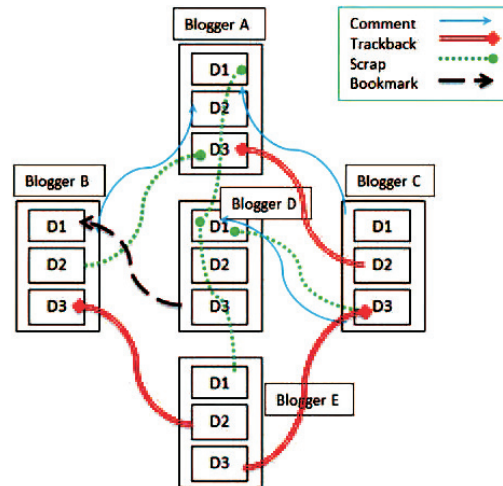 Blogger A
D1
D2
D3
Comment
Trackback
Scrap
Bookmark
Blogger B
D1
D2
D3
Blogger D
D1
D2
D3
Blogger C
D1
D2
D3
D1
D2
D3
Blogger E